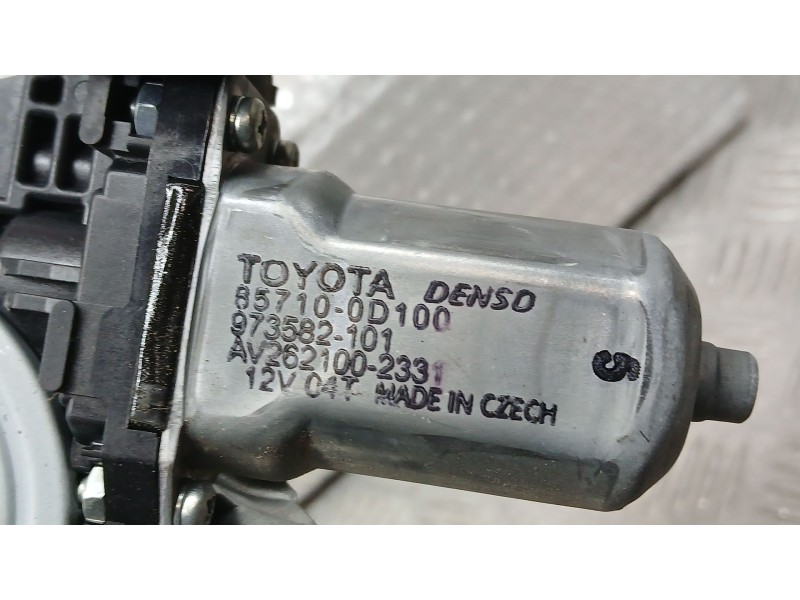 TOYOTA DENSO
85710-0D100
973582-101
AV262100-2331
12V 04T MADE IN CZECH
S